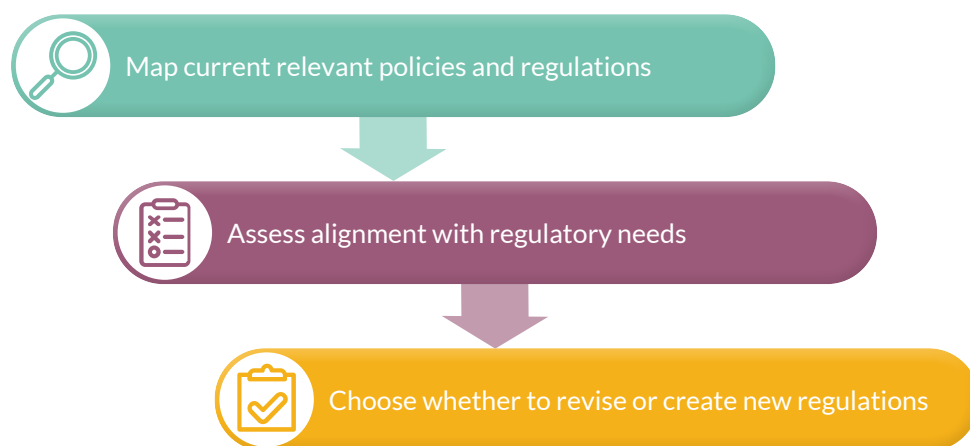 Map current relevant policies and regulations
Assess alignment with regulatory needs
Choose whether to revise or create new regulations